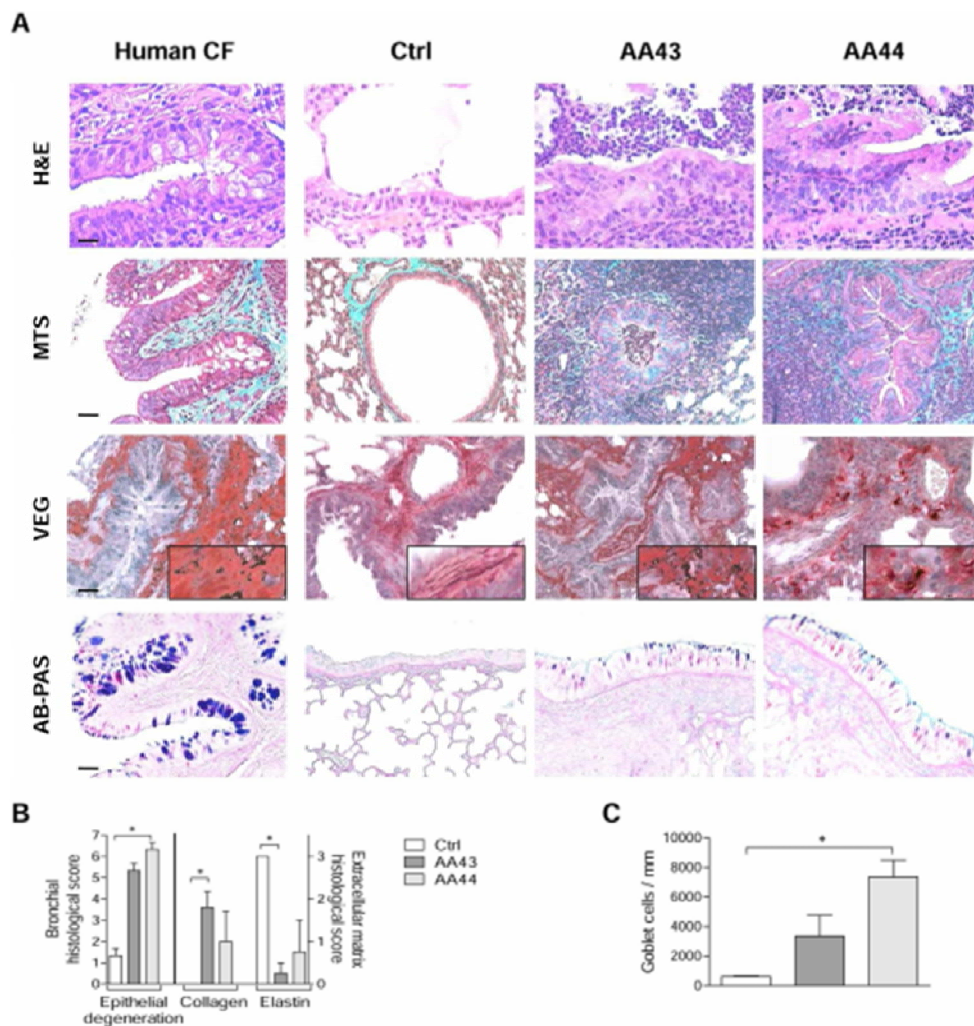 A
Human CF
Ctrl
AA43
AA44
H&E
MTS
VEG
AB-PAS
B
Bronchial
histological score
7
6
5
4
3
2
1
0
*
*
*
3
2
1
0
Extracellular matrix
histological score
Epithelial
degeneration
Collagen
Elastin
Ctrl
AA43
AA44
C
Goblet cells / mm
10000
8000
6000
4000
2000
0
*